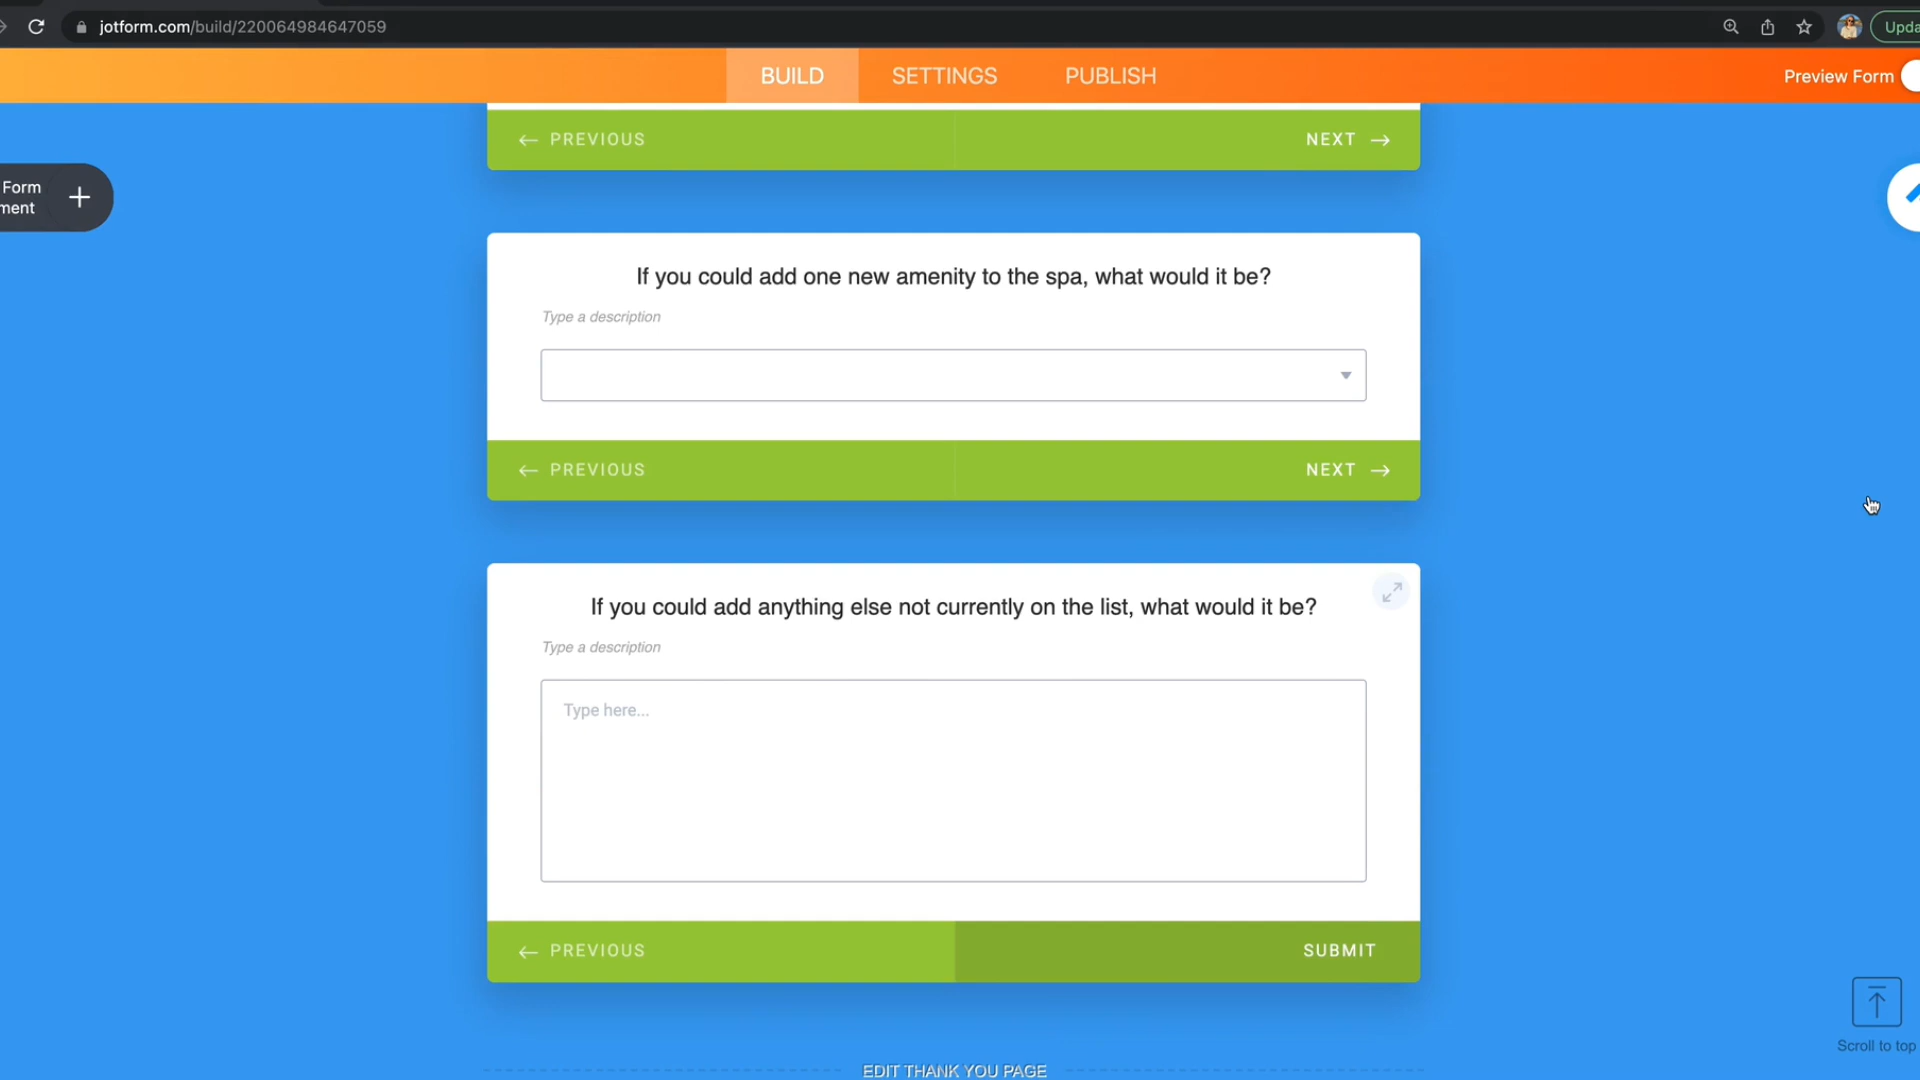 jotform.com/build/220064984647059
Upda
BUILD
SETTINGS
PUBLISH
Preview Form
PREVIOUS
NEXT
Form
ment
If you could add one new amenity to the spa, what would it be?
Type a description
PREVIOUS
NEXT
If you could add anything else not currently on the list, what would it be?
Type a description
Type here...
PREVIOUS
SUBMIT
Scroll to top
EDIT THANK YOU PAGE